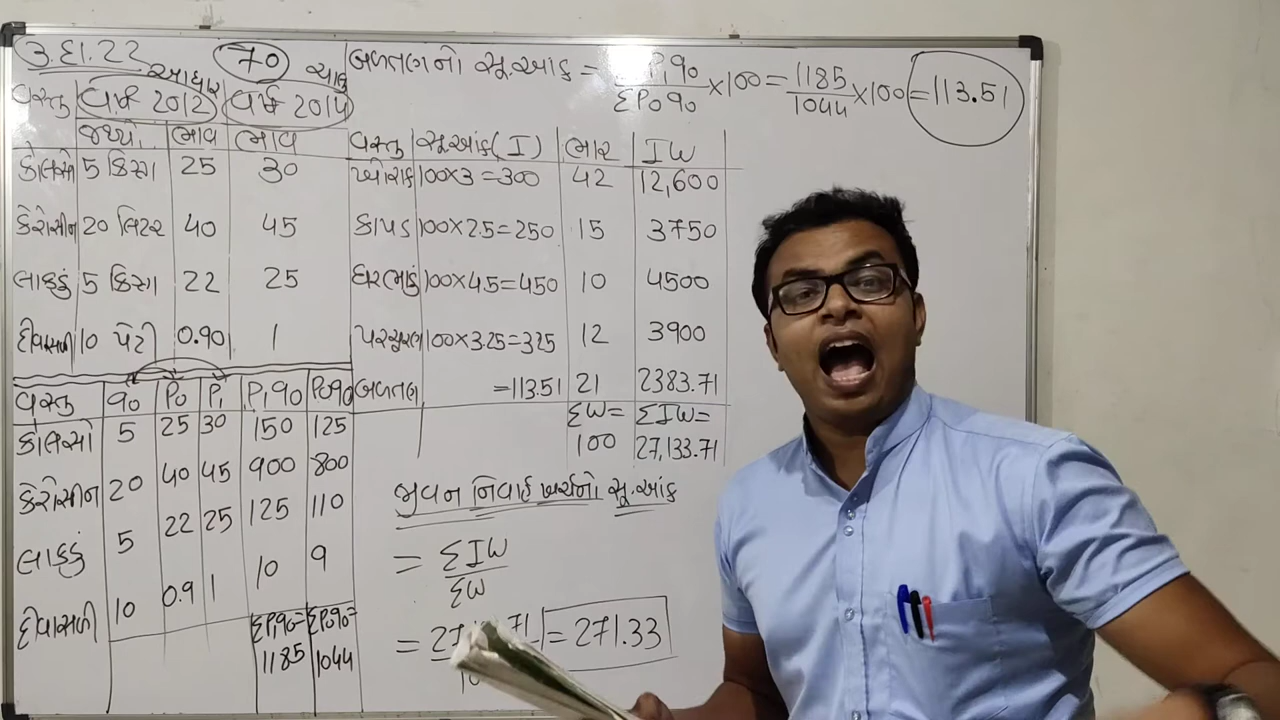 ઉ.દા.22 70
આધાર ચાલુ
વસ્તુ વર્ષ 2012 વર્ષ 2014
જથ્થો ભાવ ભાવ
કોલસો 5 કિગ્રા 25 30
કેરોસીન 20 લિટર 40 45
લાકડું 5 કિગ્રા 22 25
દીવાસળી 10 પેટી 0.90 1
વસ્તુ q0 P0 P1 P1q0 P0q0
કોલસો 5 25 30 150 125
કેરોસીન 20 40 45 900 800
લાકડું 5 22 25 125 110
દીવાસળી 10 0.9 1 10 9
ΣP1q0= ΣP0q0=
1185 1044
બળતણનો સૂ.આંક = ΣP1q0/ΣP0q0 ×100 = 1185/1044 ×100 = 113.51
વસ્તુ સૂ.આંક(I) ભાર IW
ખોરાક 100×3=300 42 12,600
કાપડ 100×2.5=250 15 3750
ઘરભાડું 100×4.5=450 10 4500
પરચુરણ 100×3.25=325 12 3900
બળતણ =113.51 21 2383.71
ΣW= ΣIW=
100 27,133.71
જીવન નિર્વાહ ખર્ચનો સૂ.આંક
= ΣIW/ΣW
= 271.33